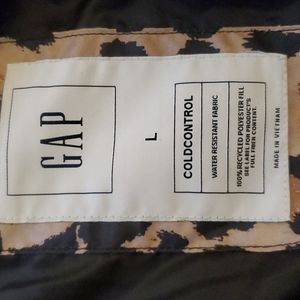 GAP
L
COLDCONTROL
WATER RESISTANT FABRIC
100% RECYCLED POLYESTER FILL
SEE LABEL FOR PRODUCT'S
FULL FIBER CONTENT.
MADE IN VIETNAM